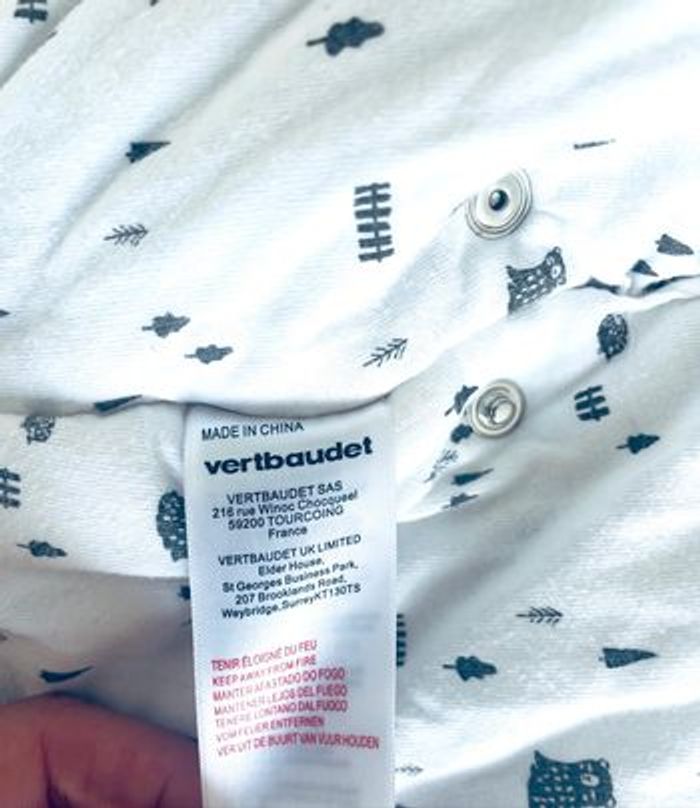 MADE IN CHINA
vertbaudet
VERTBAUDET SAS
216 rue Winoc Chocqueel
59200 TOURCOING
France
VERTBAUDET UK LIMITED
Elder House,
St Georges Business Park,
207 Brooklands Road,
Weybridge,SurreyKT130TS
TENIR ÉLOIGNÉ DU FEU
KEEP AWAY FROM FIRE
MANTER AFASTADO DO FOGO
MANTENER LEJOS DEL FUEGO
TENERE LONTANO DAL FUOCO
VOM FEUER ENTFERNEN
VER UIT DE BUURT VAN VUUR HOUDEN